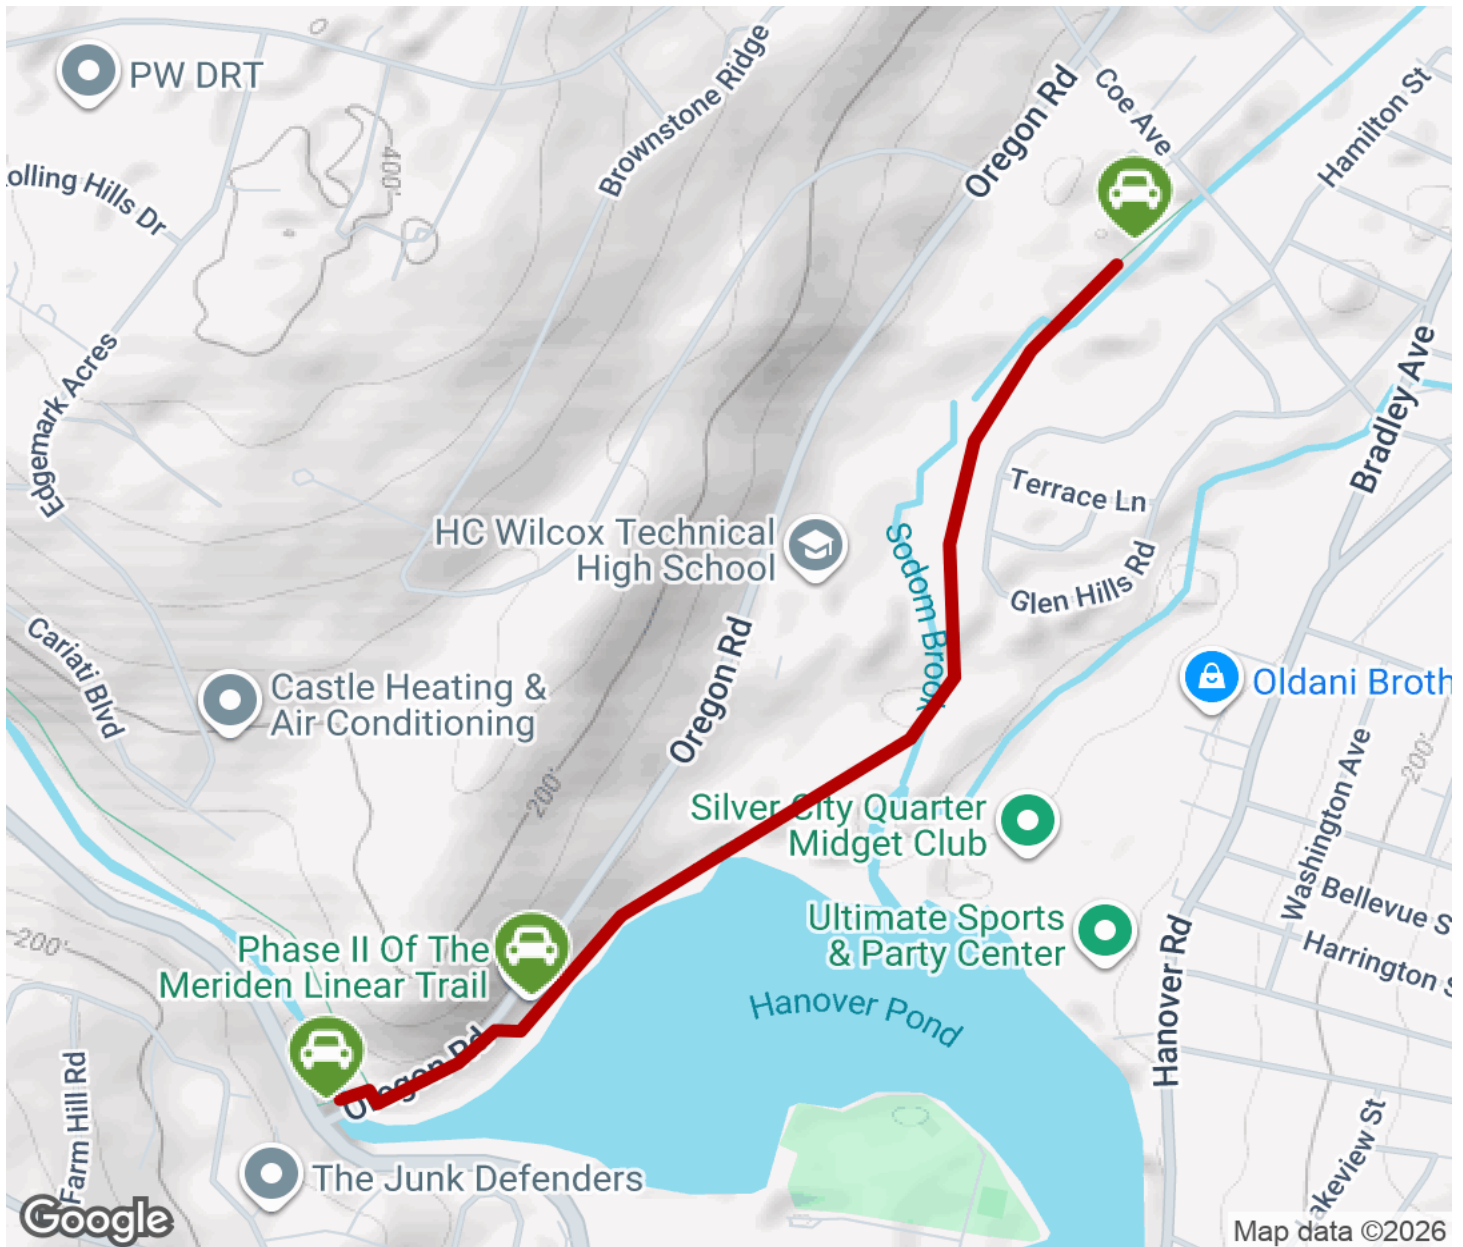 PW DRT
olling Hills Dr
400'
Brownstone Ridge
Oregon Rd
Coe Ave
Hamilton St
Edgemark Acres
Bradley Ave
Terrace Ln
HC Wilcox Technical
High School
Sodom Brook
Glen Hills Rd
Cariati Blvd
Oregon Rd
Castle Heating &
Air Conditioning
Oldani Broth
200'
200'
Washington Ave
Silver City Quarter
Midget Club
Bellevue S
200'
Phase II Of The
Meriden Linear Trail
Ultimate Sports
& Party Center
Harrington S
Hanover Pond
Hanover Rd
Oregon Rd
Farm Hill Rd
The Junk Defenders
akeview St
Google
Map data ©2026